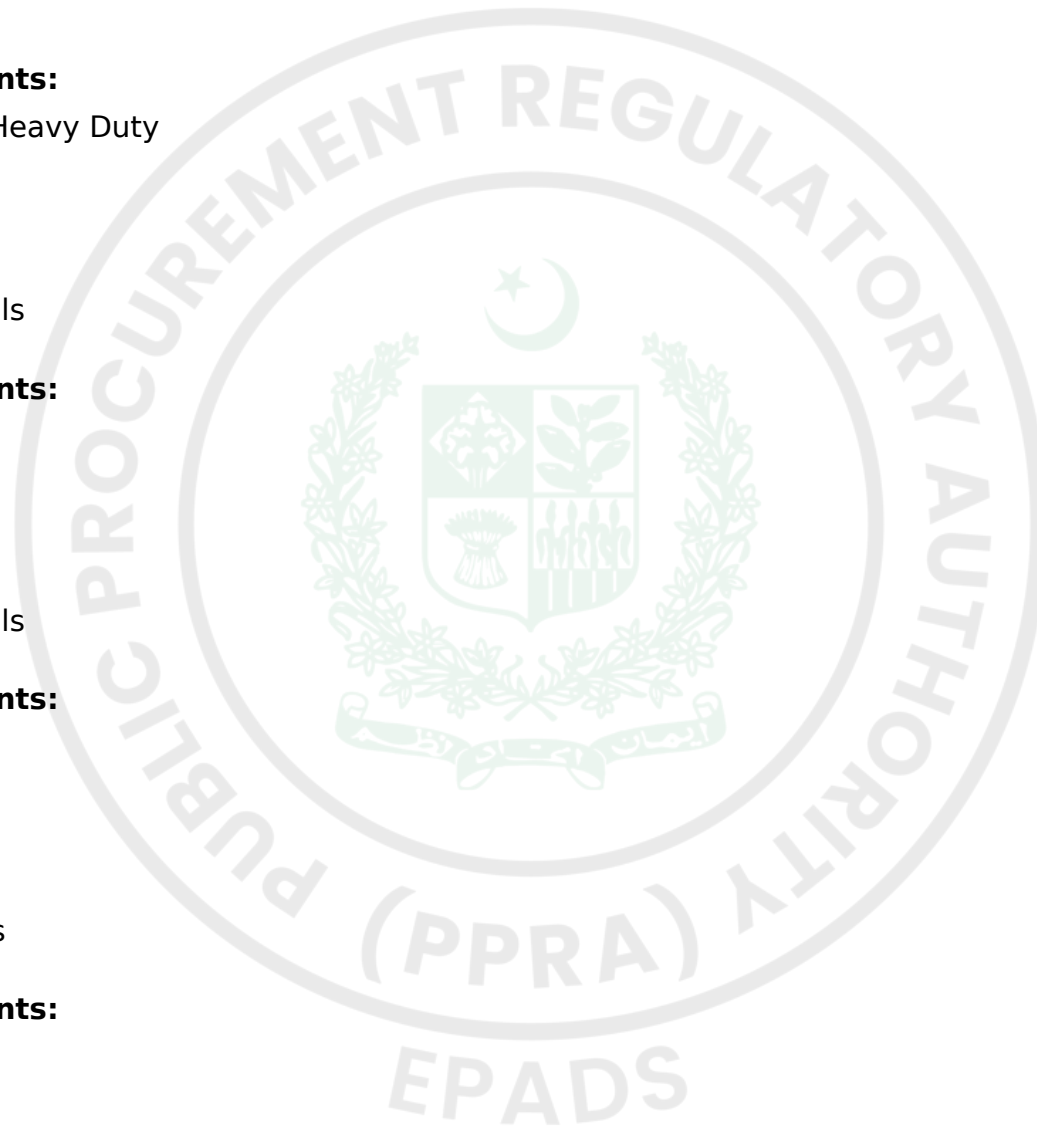 nts:
Heavy Duty
ls
nts:
ls
nts:
s
nts:
PUBLIC PROCUREMENT REGULATORY AUTHORITY
(PPRA)
EPADS